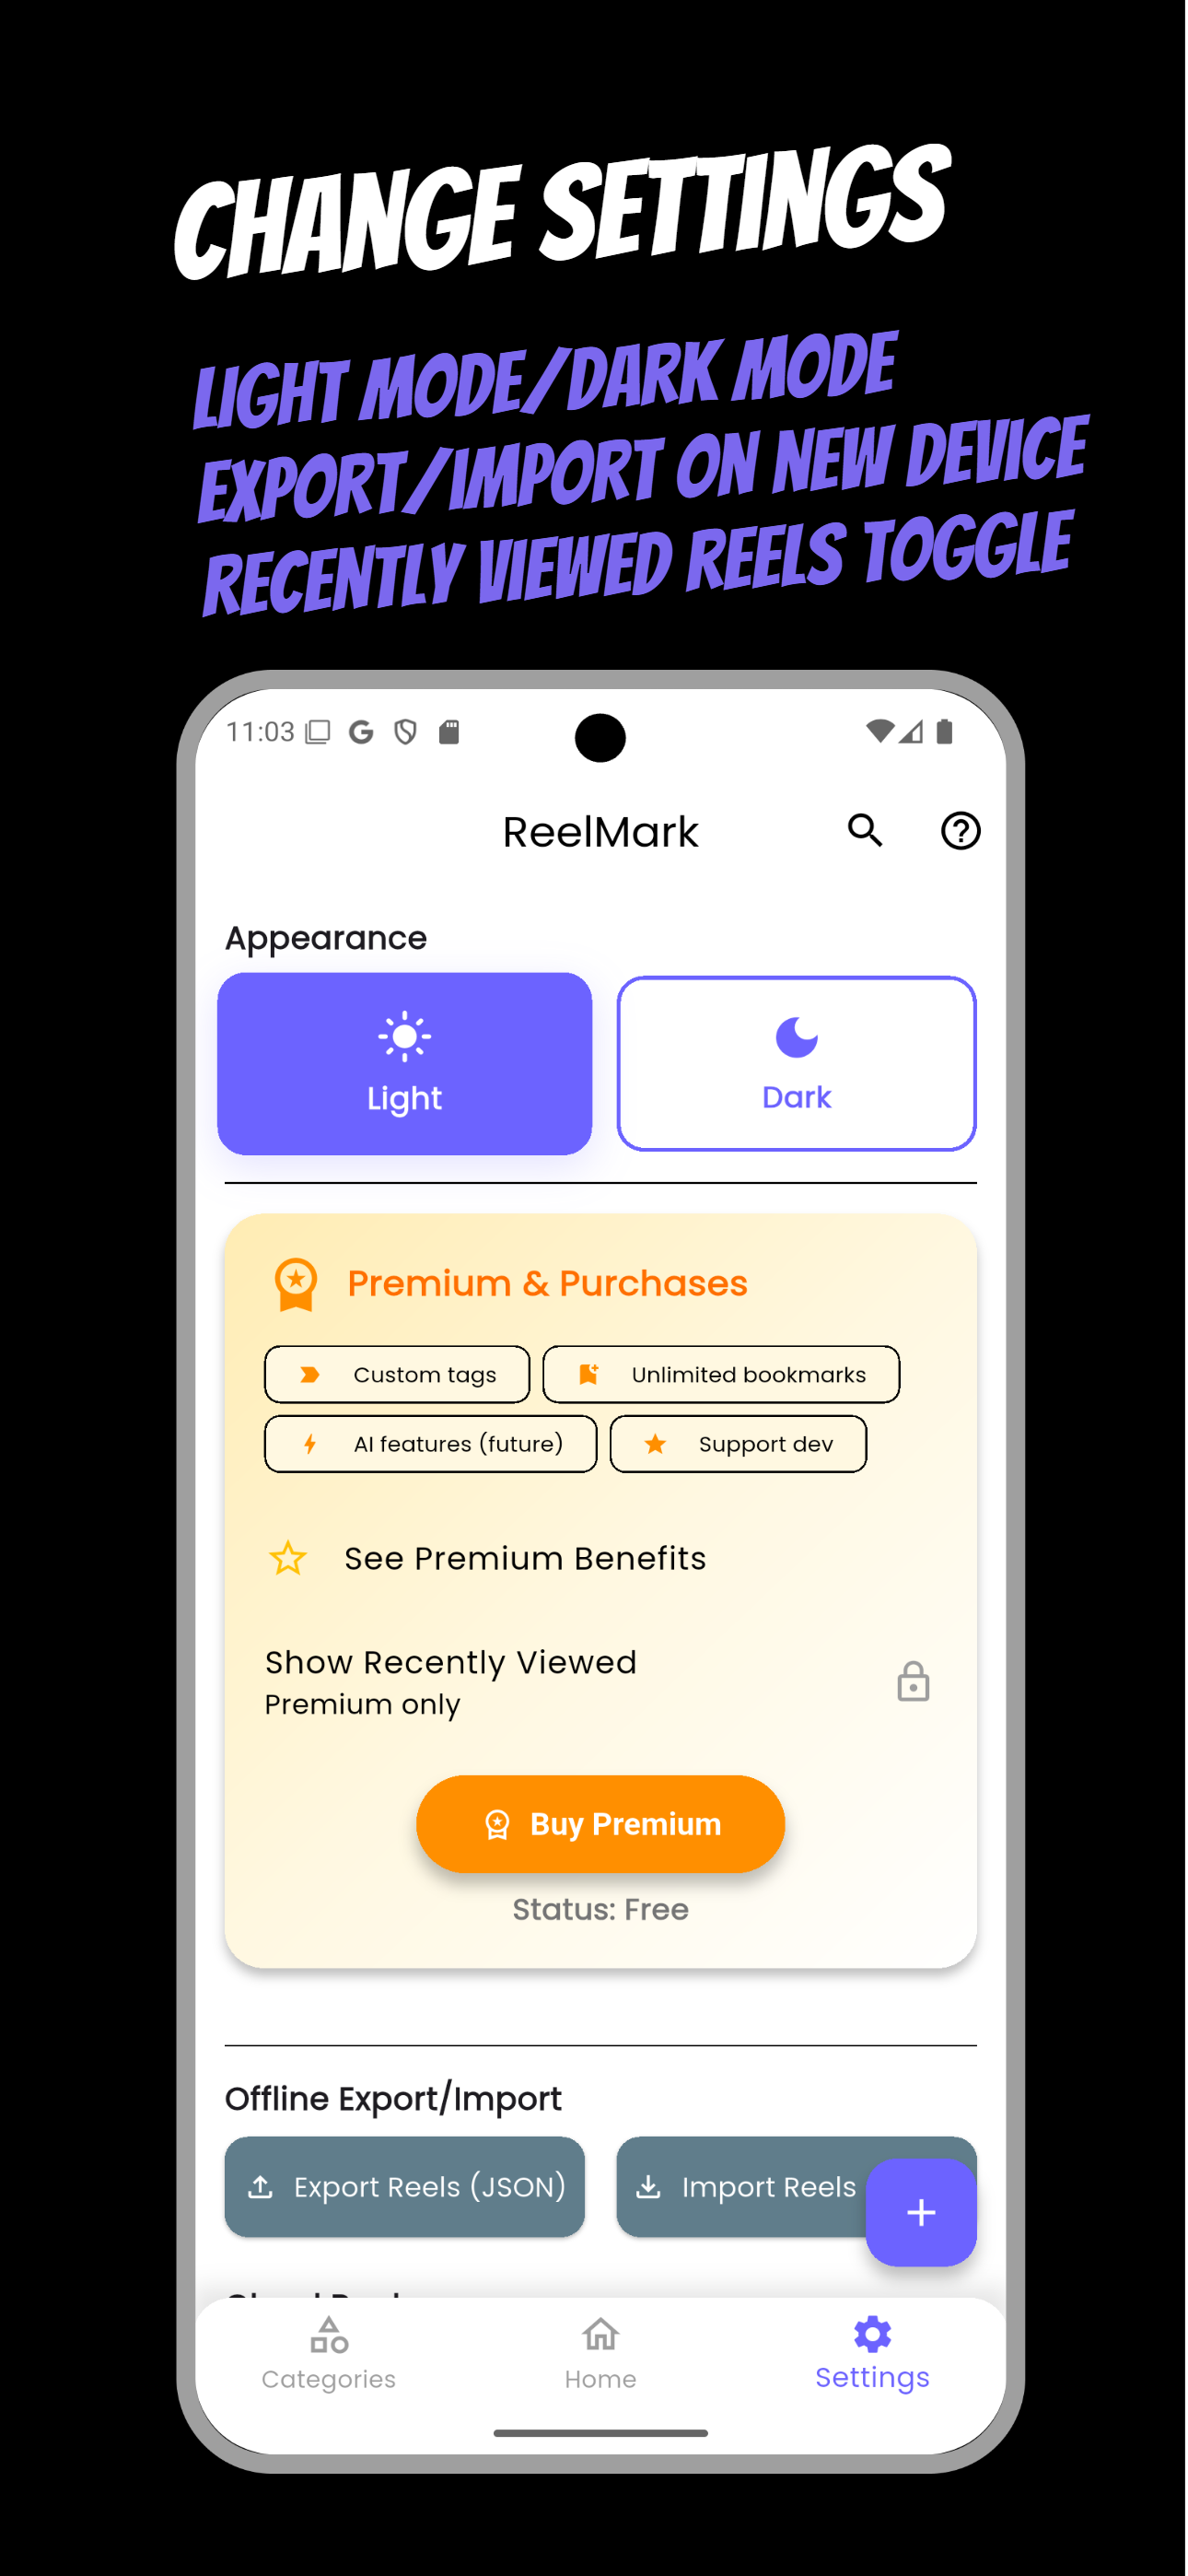 CHANGE SETTINGS
LIGHT MODE/DARK MODE
EXPORT/IMPORT ON NEW DEVICE
RECENTLY VIEWED REELS TOGGLE
11:03
ReelMark
Appearance
Light
Dark
Premium & Purchases
Custom tags
Unlimited bookmarks
AI features (future)
Support dev
See Premium Benefits
Show Recently Viewed
Premium only
Buy Premium
Status: Free
Offline Export/Import
Export Reels (JSON)
Import Reels
Categories
Home
Settings